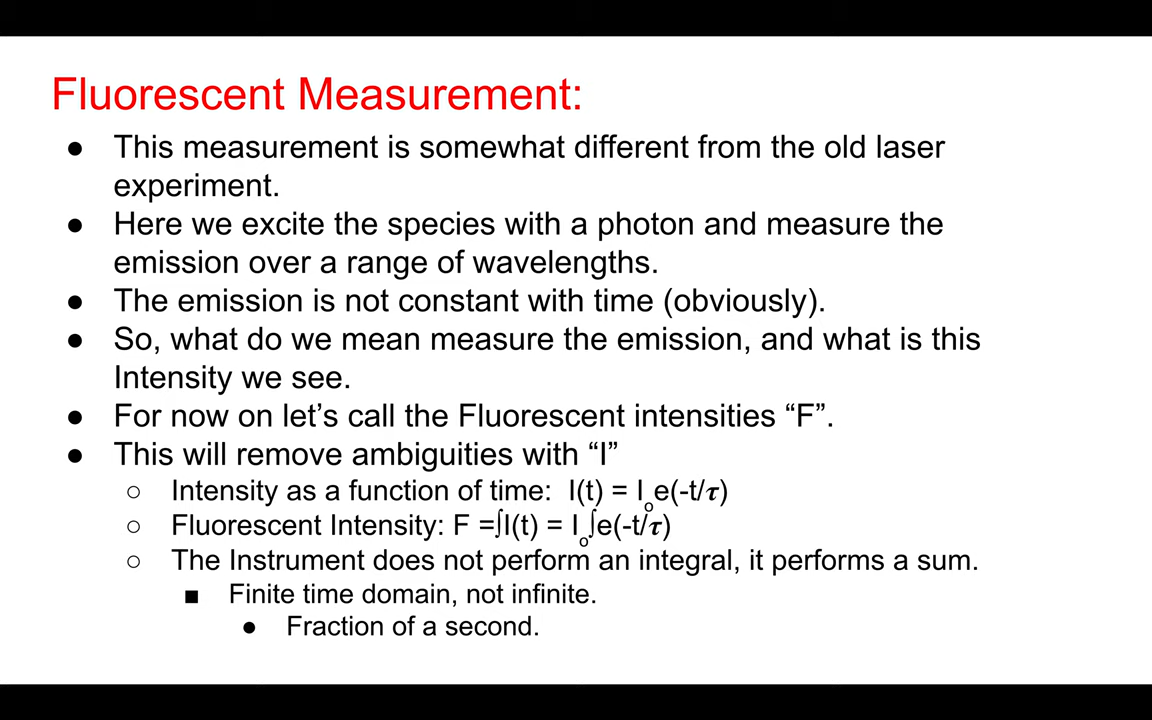 Fluorescent Measurement:
● This measurement is somewhat different from the old laser
experiment.
● Here we excite the species with a photon and measure the
emission over a range of wavelengths.
● The emission is not constant with time (obviously).
● So, what do we mean measure the emission, and what is this
Intensity we see.
● For now on let’s call the Fluorescent intensities “F”.
● This will remove ambiguities with “I”
○ Intensity as a function of time: I(t) = Iₒe(-t/𝝉)
○ Fluorescent Intensity: F =∫I(t) = Iₒ∫e(-t/𝝉)
○ The Instrument does not perform an integral, it performs a sum.
■ Finite time domain, not infinite.
● Fraction of a second.